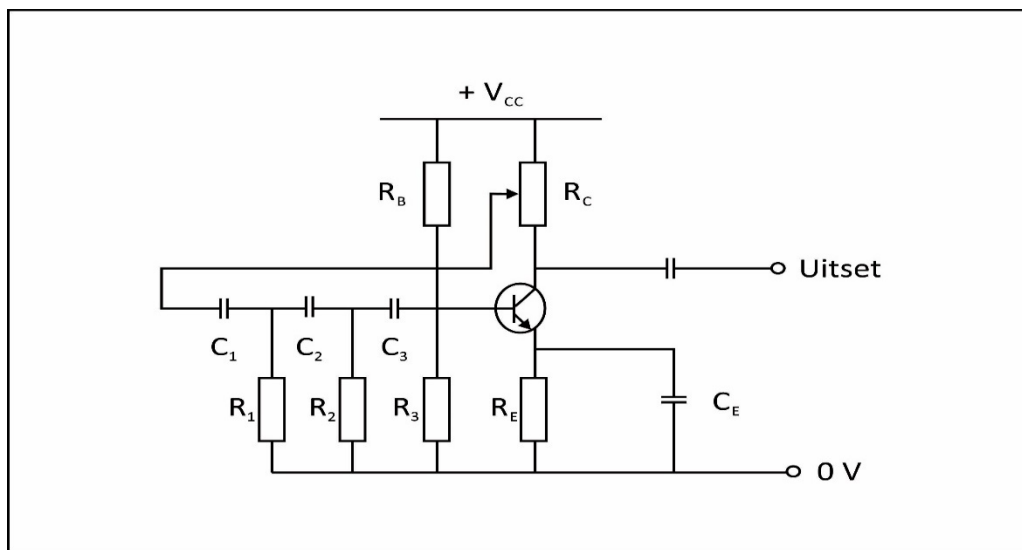 + V_CC
R_B
R_C
Uitset
C_1
C_2
C_3
R_1
R_2
R_3
R_E
C_E
0 V